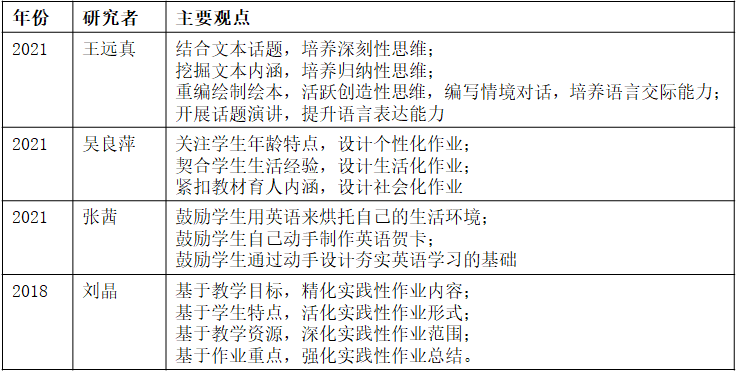 年份 研究者 主要观点
2021 王远真 结合文本话题，培养深刻性思维；
挖掘文本内涵，培养归纳性思维；
重编绘制绘本，活跃创造性思维，编写情境对话，培养语言交际能力；
开展话题演讲，提升语言表达能力
2021 吴良萍 关注学生年龄特点，设计个性化作业；
契合学生生活经验，设计生活化作业；
紧扣教材育人内涵，设计社会化作业
2021 张茜 鼓励学生用英语来烘托自己的生活环境；
鼓励学生自己动手制作英语贺卡；
鼓励学生通过动手设计夯实英语学习的基础
2018 刘晶 基于教学目标，精化实践性作业内容；
基于学生特点，活化实践性作业形式；
基于教学资源，深化实践性作业范围；
基于作业重点，强化实践性作业总结。